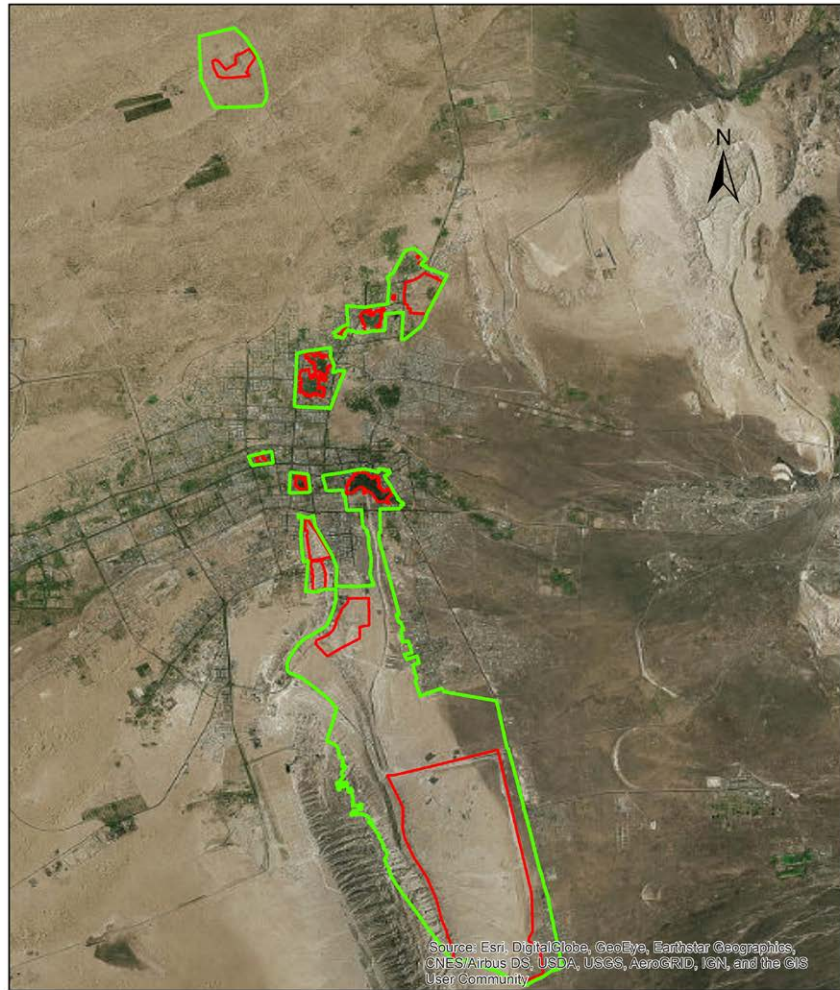 N
Source: Esri, DigitalGlobe, GeoEye, Earthstar Geographics,
CNES/Airbus DS, USDA, USGS, AeroGRID, IGN, and the GIS
User Community